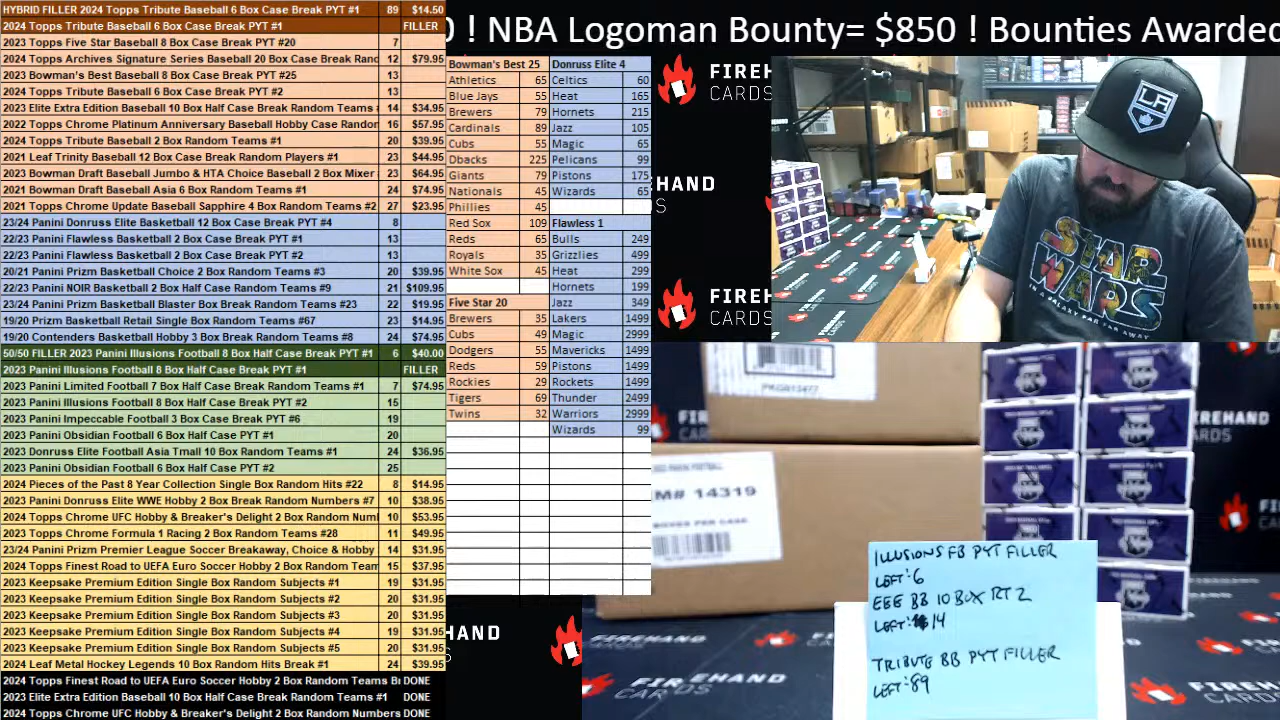 HYBRID FILLER 2024 Topps Tribute Baseball 6 Box Case Break PYT #1 89 $14.50
2024 Topps Tribute Baseball 6 Box Case Break PYT #1 FILLER
2023 Topps Five Star Baseball 8 Box Case Break PYT #20 7
2024 Topps Archives Signature Series Baseball 20 Box Case Break Rand 12 $79.95
2023 Bowman's Best Baseball 8 Box Case Break PYT #25 13
2024 Topps Tribute Baseball 6 Box Case Break PYT #2 13
2023 Elite Extra Edition Baseball 10 Box Half Case Break Random Teams # 14 $34.95
2022 Topps Chrome Platinum Anniversary Baseball Hobby Case Random 16 $57.95
2024 Topps Tribute Baseball 2 Box Random Teams #1 20 $39.95
2021 Leaf Trinity Baseball 12 Box Case Break Random Players #1 23 $44.95
2023 Bowman Draft Baseball Jumbo & HTA Choice Baseball 2 Box Mixer 23 $64.95
2021 Bowman Draft Baseball Asia 6 Box Random Teams #1 24 $74.95
2021 Topps Chrome Update Baseball Sapphire 4 Box Random Teams #2 27 $23.95
23/24 Panini Donruss Elite Basketball 12 Box Case Break PYT #4 8
22/23 Panini Flawless Basketball 2 Box Case Break PYT #1 13
22/23 Panini Flawless Basketball 2 Box Case Break PYT #2 13
20/21 Panini Prizm Basketball Choice 2 Box Random Teams #3 20 $39.95
22/23 Panini NOIR Basketball 2 Box Half Case Random Teams #9 21 $109.95
23/24 Panini Prizm Basketball Blaster Box Break Random Teams #23 22 $19.95
19/20 Prizm Basketball Retail Single Box Random Teams #67 23 $14.95
19/20 Contenders Basketball Hobby 3 Box Break Random Teams #8 24 $74.95
50/50 FILLER 2023 Panini Illusions Football 8 Box Half Case Break PYT #1 6 $40.00
2023 Panini Illusions Football 8 Box Half Case Break PYT #1 FILLER
2023 Panini Limited Football 7 Box Half Case Break Random Teams #1 7 $74.95
2023 Panini Illusions Football 8 Box Half Case Break PYT #2 15
2023 Panini Impeccable Football 3 Box Case Break PYT #6 19
2023 Panini Obsidian Football 6 Box Half Case PYT #1 20
2023 Donruss Elite Football Asia Tmall 10 Box Random Teams #1 24 $36.95
2023 Panini Obsidian Football 6 Box Half Case PYT #2 25
2024 Pieces of the Past 8 Year Collection Single Box Random Hits #22 8 $14.95
2023 Panini Donruss Elite WWE Hobby 2 Box Break Random Numbers #7 10 $38.95
2024 Topps Chrome UFC Hobby & Breaker's Delight 2 Box Random Numl 10 $53.95
2023 Topps Chrome Formula 1 Racing 2 Box Random Teams #28 11 $49.95
23/24 Panini Prizm Premier League Soccer Breakaway, Choice & Hobby 14 $31.95
2024 Topps Finest Road to UEFA Euro Soccer Hobby 2 Box Random Team 15 $37.95
2023 Keepsake Premium Edition Single Box Random Subjects #1 19 $31.95
2023 Keepsake Premium Edition Single Box Random Subjects #2 20 $31.95
2023 Keepsake Premium Edition Single Box Random Subjects #3 20 $31.95
2023 Keepsake Premium Edition Single Box Random Subjects #4 19 $31.95
2023 Keepsake Premium Edition Single Box Random Subjects #5 20 $31.95
2024 Leaf Metal Hockey Legends 10 Box Random Hits Break #1 24 $39.95
2024 Topps Finest Road to UEFA Euro Soccer Hobby 2 Box Random Teams B DONE
2023 Elite Extra Edition Baseball 10 Box Half Case Break Random Teams #1 DONE
2024 Topps Chrome UFC Hobby & Breaker's Delight 2 Box Random Numbers DONE
0 ! NBA Logoman Bounty= $850 ! Bounties Awarded
Bowman's Best 25
Athletics 65
Blue Jays 55
Brewers 79
Cardinals 89
Cubs 55
Dbacks 225
Giants 79
Nationals 45
Phillies 45
Red Sox 109
Reds 65
Royals 35
White Sox 45
Five Star 20
Brewers 35
Cubs 49
Dodgers 55
Reds 59
Rockies 29
Tigers 69
Twins 32
Donruss Elite 4
Celtics 60
Heat 165
Hornets 215
Jazz 105
Magic 65
Pelicans 99
Pistons 175
Wizards 65
Flawless 1
Bulls 249
Grizzlies 499
Heat 299
Hornets 199
Jazz 349
Lakers 1499
Magic 2999
Mavericks 1499
Pistons 1499
Rockets 1499
Thunder 2499
Warriors 2999
Wizards 99
FIREH
CARDS
HAND
S
FIREH
CARDS
HAND
LA
STAR
WARS
IN A GALAXY FAR FAR AWAY
M# 14319
BOXES PER CASE
FIREHAND
CARDS
ILLUSIONS FB PYT FILLER
LEFT: 6
EEE BB 10 BOX RT 2
LEFT: 14
TRIBUTE BB PYT FILLER
LEFT: 89
FIREHAND
CARDS
FIREHAND
CARDS